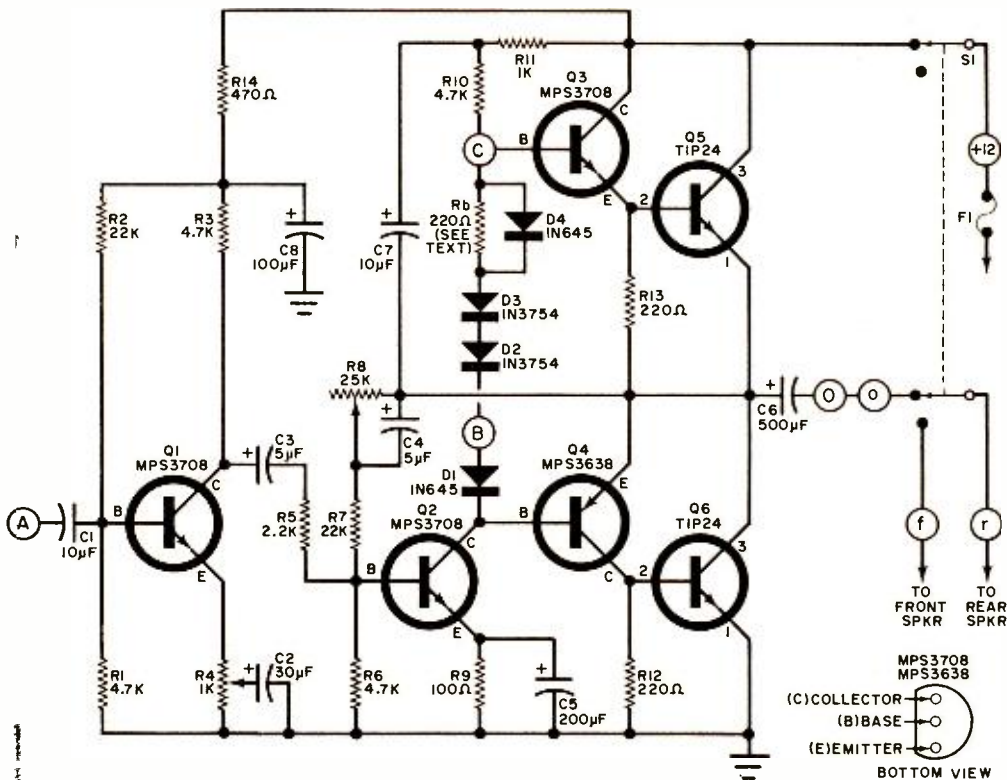 R11
1K
S1
R14
470Ω
R10
4.7K
Q3
MPS3708
C
B
E
C
Q5
TIP24
3
2
1
+12
F1
R2
22K
R3
4.7K
+
C8
100µF
+
C7
10µF
Rb
220Ω
(SEE
TEXT)
D4
IN645
D3
IN3754
D2
IN3754
R13
220Ω
R8
25K
+
C4
5µF
B
+
C6
500µF
O
O
Q1
MPS3708
C
B
E
A
C1
10µF
+
C3
5µF
R5
2.2K
R7
22K
D1
IN645
Q2
MPS3708
C
B
E
Q4
MPS3638
E
B
C
Q6
TIP24
3
2
1
f
r
TO
FRONT
SPKR
TO
REAR
SPKR
R1
4.7K
R4
1K
+
C2
30µF
R6
4.7K
R9
100Ω
+
C5
200µF
R12
220Ω
MPS3708
MPS3638
(C)COLLECTOR
(B)BASE
(E)EMITTER
BOTTOM VIEW